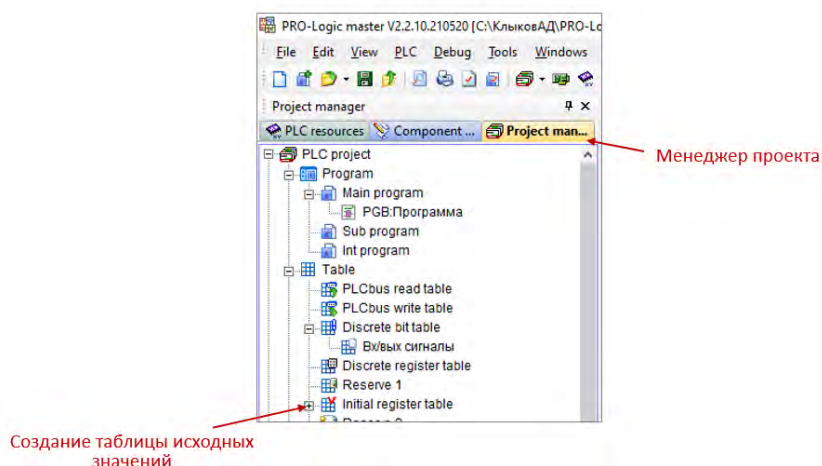 PRO-Logic master V2.2.10.210520 [C:\КлыковАД\PRO-Lo
File Edit View PLC Debug Tools Windows
Project manager
PLC resources Component ... Project man...
PLC project
Program
Main program
PGB:Программа
Sub program
Int program
Table
PLCbus read table
PLCbus write table
Discrete bit table
Вх/вых сигналы
Discrete register table
Reserve 1
Initial register table
Менеджер проекта
Создание таблицы исходных
значений